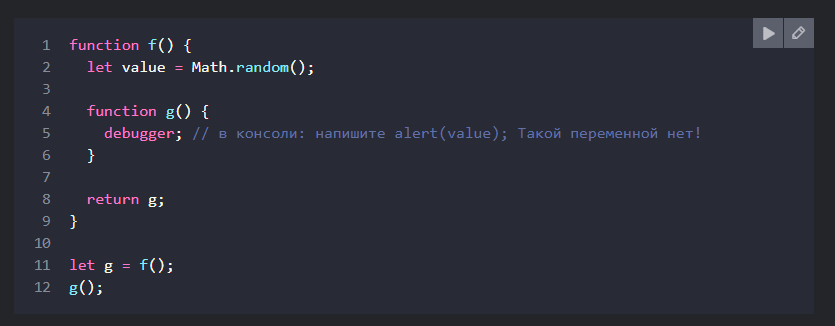 1 function f() {
2   let value = Math.random();
3
4   function g() {
5     debugger; // в консоли: напишите alert(value); Такой переменной нет!
6   }
7
8   return g;
9 }
10
11 let g = f();
12 g();